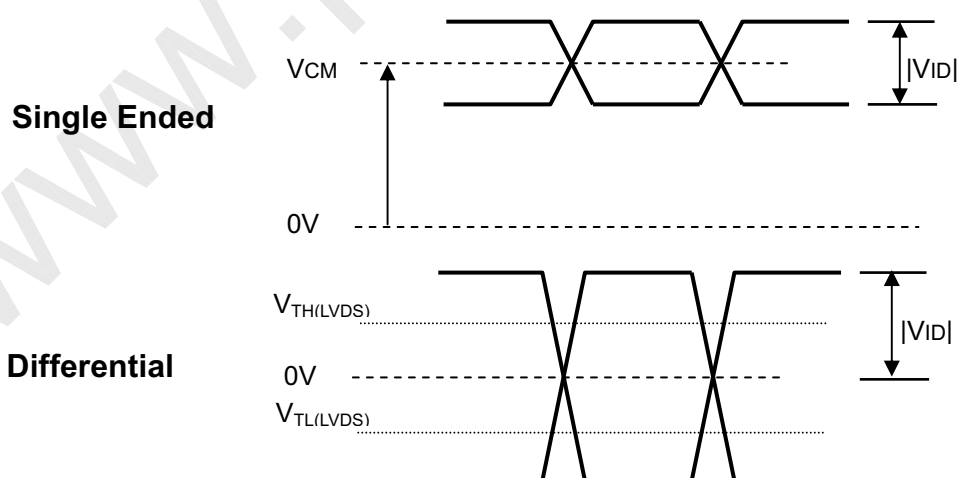 VCM
|VID|
Single Ended
0V
VTH(LVDS)
|VID|
Differential
0V
VTL(LVDS)